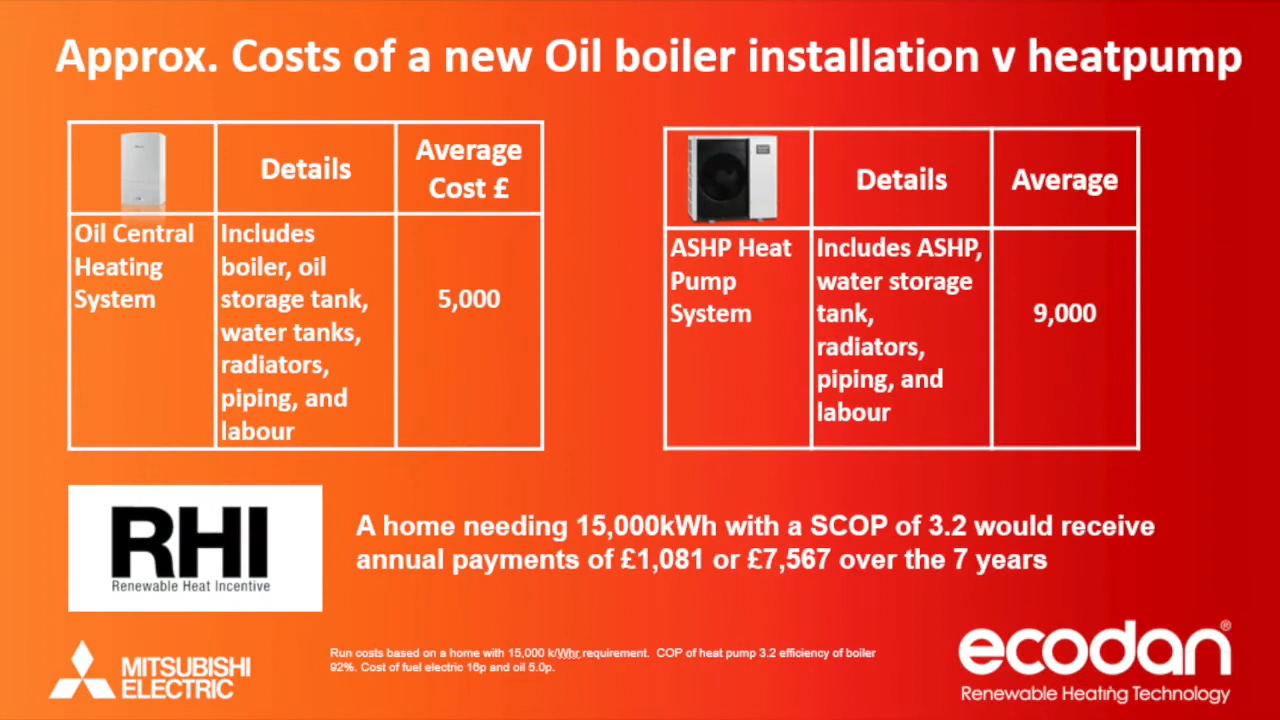 Approx. Costs of a new Oil boiler installation v heatpump
Details
Average
Cost £
Oil Central
Heating
System
Includes
boiler, oil
storage tank,
water tanks,
radiators,
piping, and
labour
5,000
Details
Average
ASHP Heat
Pump
System
Includes ASHP,
water storage
tank,
radiators,
piping, and
labour
9,000
RHI
Renewable Heat Incentive
A home needing 15,000kWh with a SCOP of 3.2 would receive
annual payments of £1,081 or £7,567 over the 7 years
MITSUBISHI
ELECTRIC
Run costs based on a home with 15,000 k/Whr requirement. COP of heat pump 3.2 efficiency of boiler
92%. Cost of fuel electric 16p and oil 5.0p.
ecodan®
Renewable Heating Technology